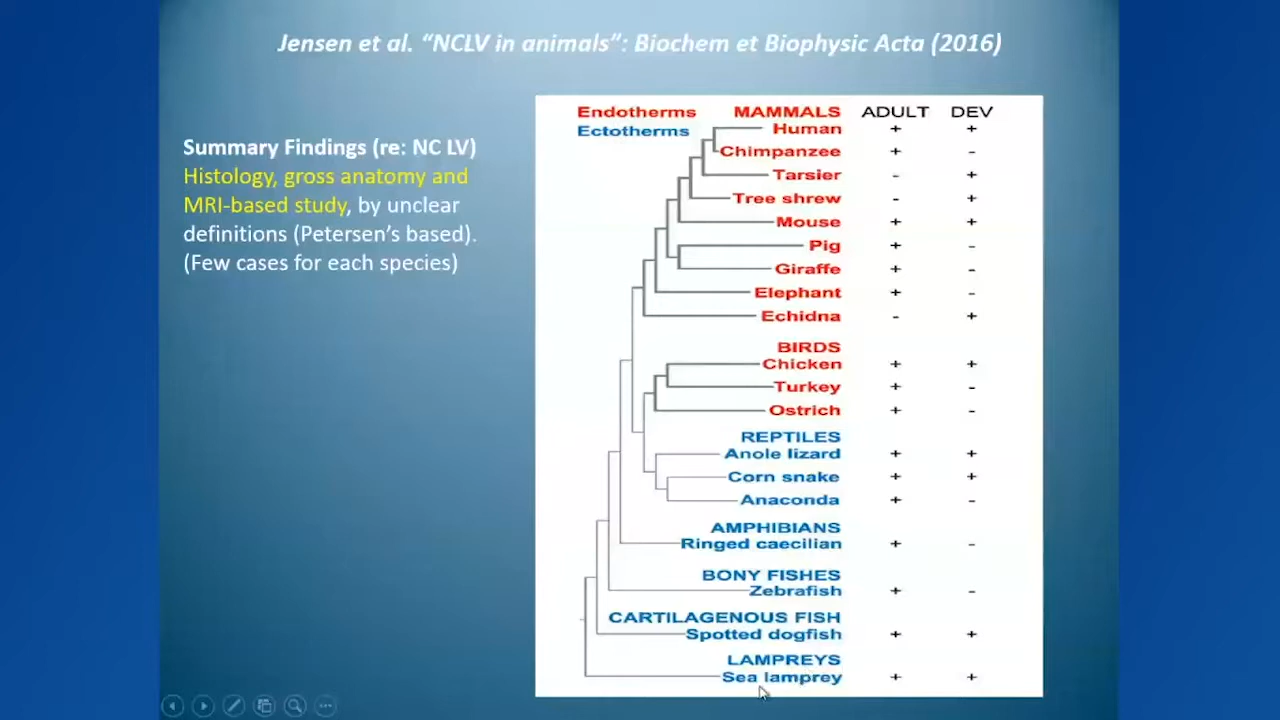 Jensen et al. “NCLV in animals”: Biochem et Biophysic Acta (2016)
Summary Findings (re: NC LV)
Histology, gross anatomy and
MRI-based study, by unclear
definitions (Petersen’s based).
(Few cases for each species)
Endotherms MAMMALS ADULT DEV
Ectotherms
Human + +
Chimpanzee + -
Tarsier - +
Tree shrew - +
Mouse + +
Pig + -
Giraffe + -
Elephant + -
Echidna - +
BIRDS
Chicken + +
Turkey + -
Ostrich + -
REPTILES
Anole lizard + +
Corn snake + +
Anaconda + -
AMPHIBIANS
Ringed caecilian + -
BONY FISHES
Zebrafish + -
CARTILAGENOUS FISH
Spotted dogfish + +
LAMPREYS
Sea lamprey + +